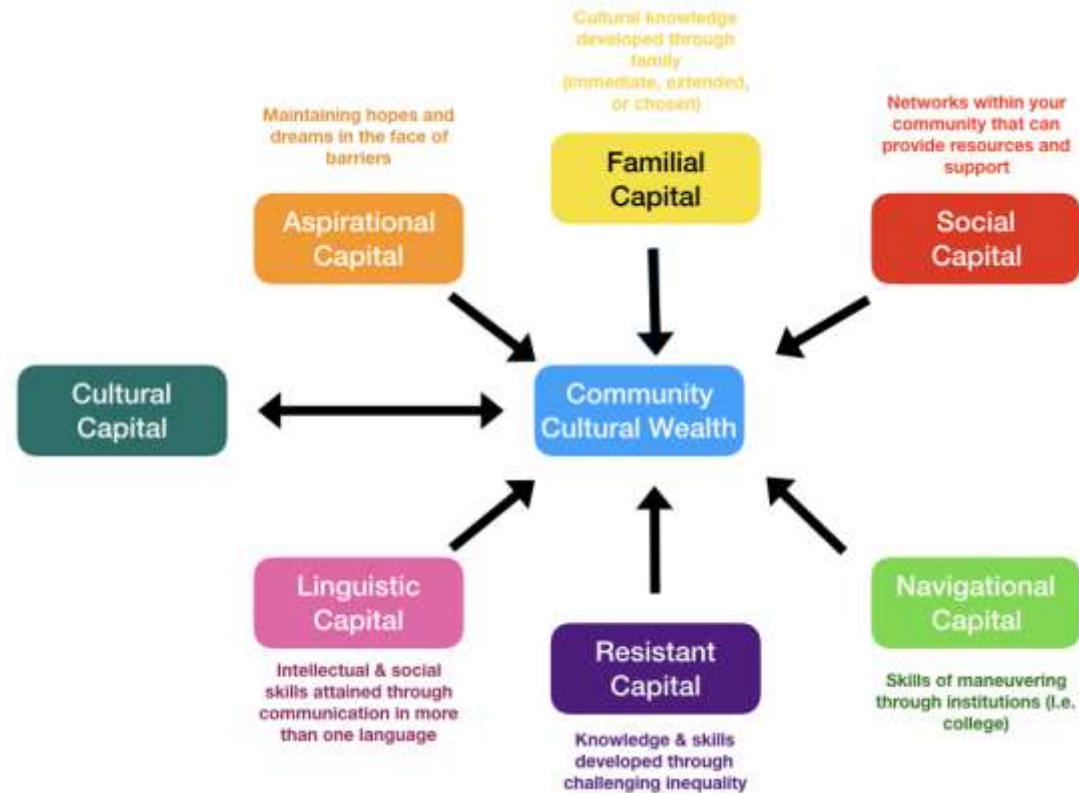 Cultural knowledge
developed through
family
(immediate, extended,
or chosen)
Maintaining hopes and
dreams in the face of
barriers
Networks within your
community that can
provide resources and
support
Familial
Capital
Aspirational
Capital
Social
Capital
Cultural
Capital
Community
Cultural Wealth
Linguistic
Capital
Navigational
Capital
Resistant
Capital
Intellectual & social
skills attained through
communication in more
than one language
Skills of maneuvering
through institutions (I.e.
college)
Knowledge & skills
developed through
challenging inequality